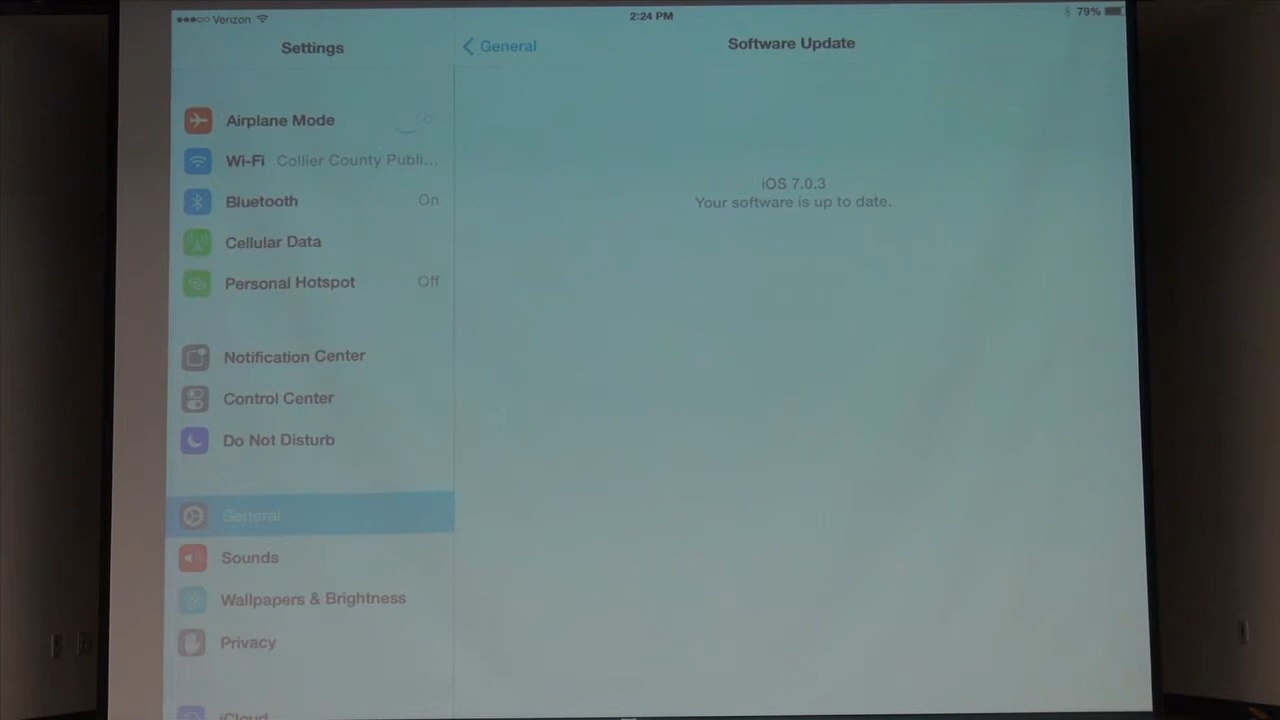 ●●●○○ Verizon
2:24 PM
79%
Settings
General
Software Update
Airplane Mode
Wi-Fi Collier County Publi...
Bluetooth On
Cellular Data
Personal Hotspot Off
iOS 7.0.3
Your software is up to date.
Notification Center
Control Center
Do Not Disturb
General
Sounds
Wallpapers & Brightness
Privacy
iCloud